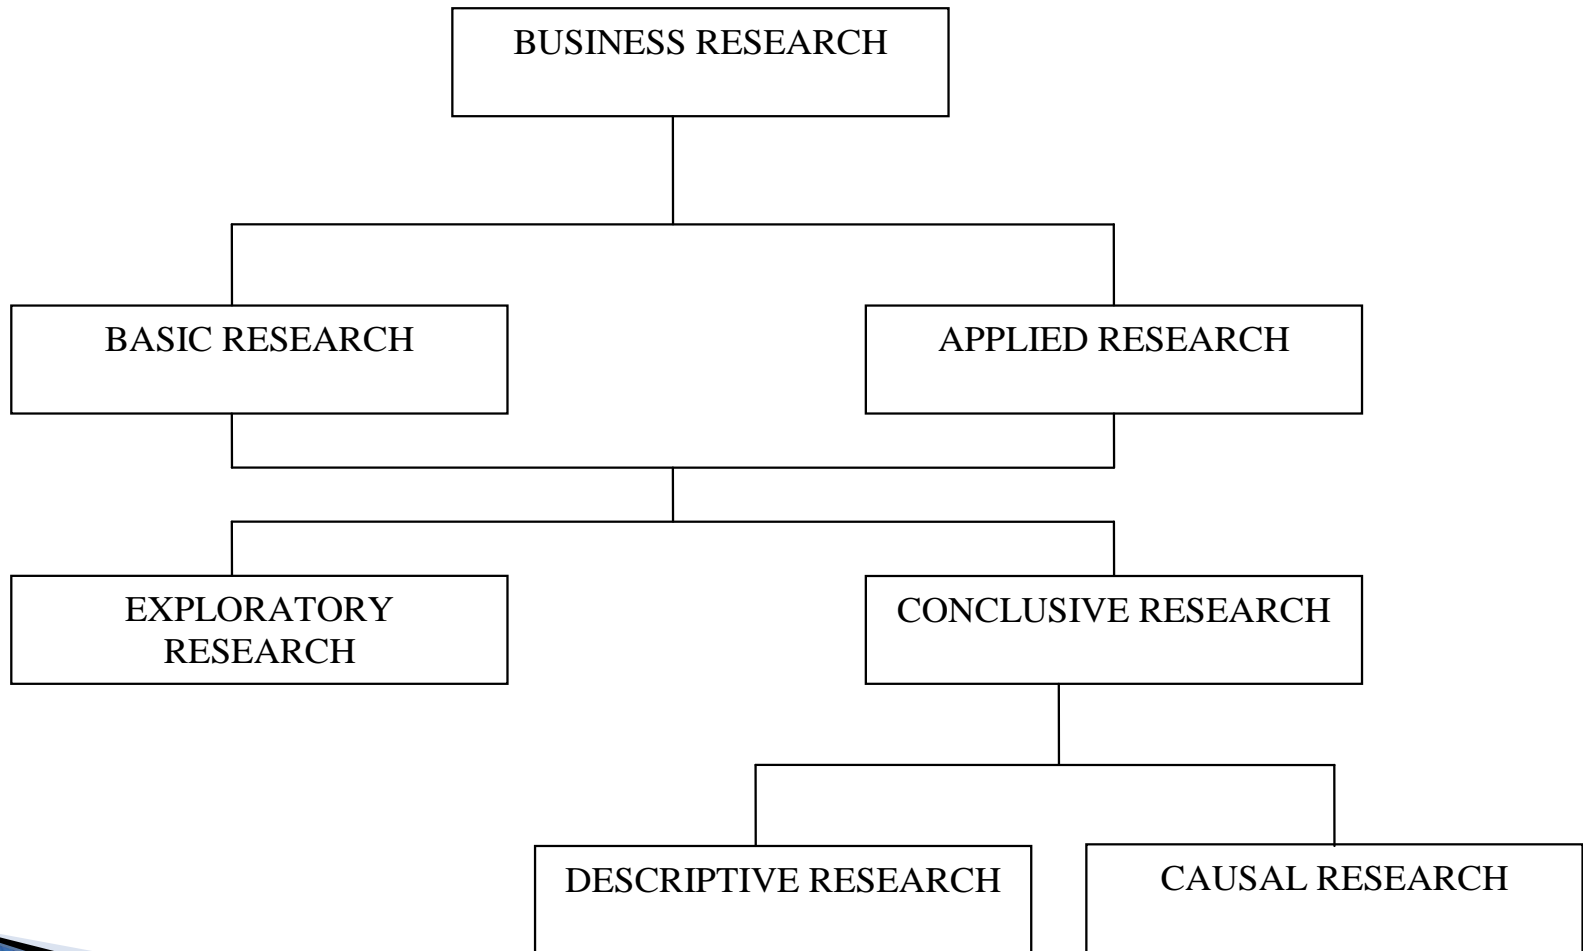 BUSINESS RESEARCH
BASIC RESEARCH
APPLIED RESEARCH
EXPLORATORY
RESEARCH
CONCLUSIVE RESEARCH
DESCRIPTIVE RESEARCH
CAUSAL RESEARCH